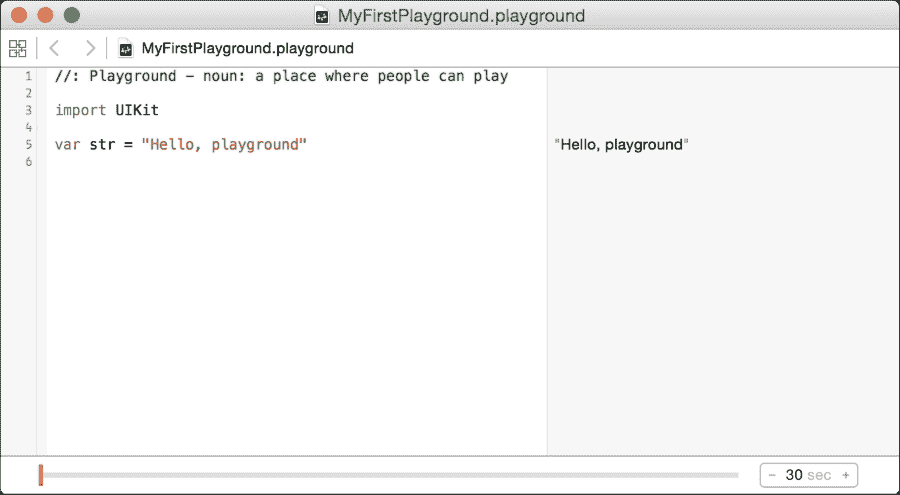 MyFirstPlayground.playground
MyFirstPlayground.playground
1 //: Playground - noun: a place where people can play
2
3 import UIKit
4
5 var str = "Hello, playground" "Hello, playground"
6
- 30 sec +